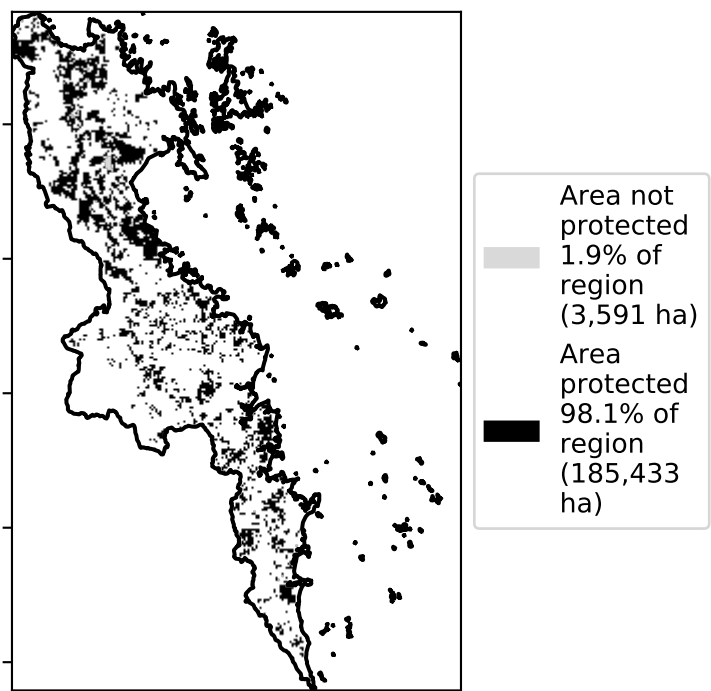 Area not
protected
1.9% of
region
(3,591 ha)
Area
protected
98.1% of
region
(185,433
ha)